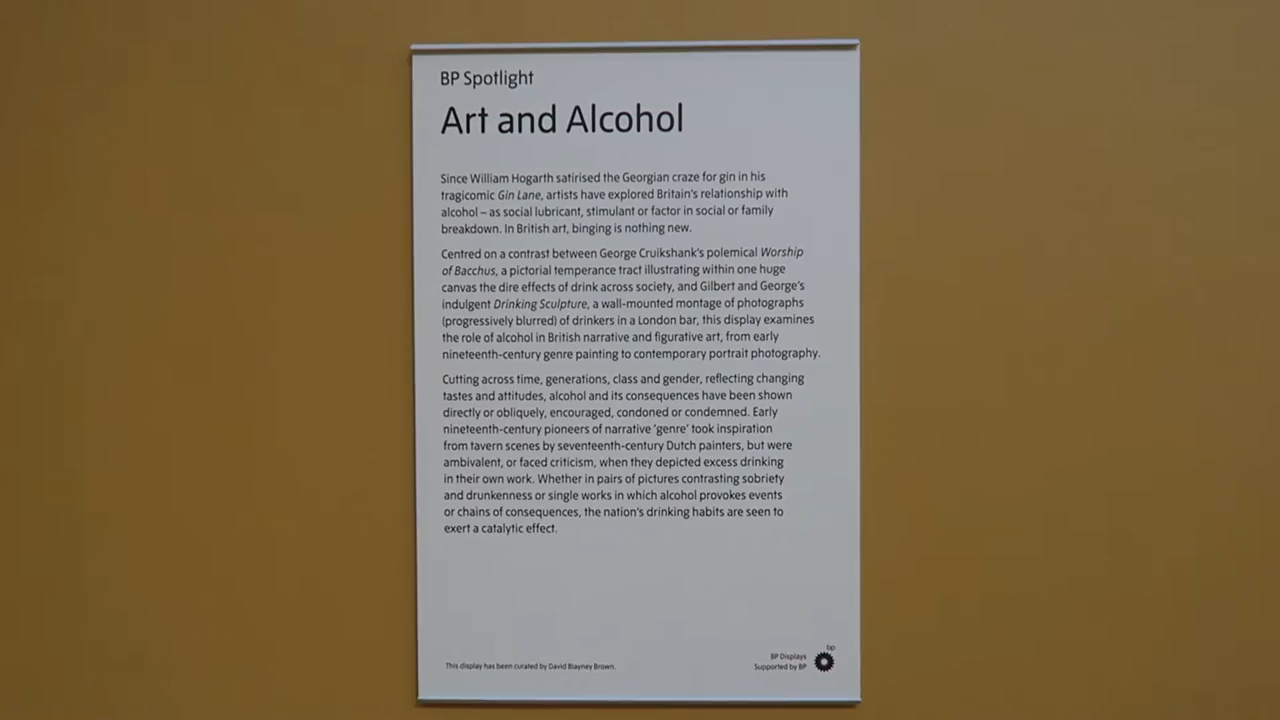 BP Spotlight
Art and Alcohol
Since William Hogarth satirised the Georgian craze for gin in his
tragicomic Gin Lane, artists have explored Britain's relationship with
alcohol – as social lubricant, stimulant or factor in social or family
breakdown. In British art, binging is nothing new.
Centred on a contrast between George Cruikshank's polemical Worship
of Bacchus, a pictorial temperance tract illustrating within one huge
canvas the dire effects of drink across society, and Gilbert and George's
indulgent Drinking Sculpture, a wall-mounted montage of photographs
(progressively blurred) of drinkers in a London bar, this display examines
the role of alcohol in British narrative and figurative art, from early
nineteenth-century genre painting to contemporary portrait photography.
Cutting across time, generations, class and gender, reflecting changing
tastes and attitudes, alcohol and its consequences have been shown
directly or obliquely, encouraged, condoned or condemned. Early
nineteenth-century pioneers of narrative 'genre' took inspiration
from tavern scenes by seventeenth-century Dutch painters, but were
ambivalent, or faced criticism, when they depicted excess drinking
in their own work. Whether in pairs of pictures contrasting sobriety
and drunkenness or single works in which alcohol provokes events
or chains of consequences, the nation's drinking habits are seen to
exert a catalytic effect.
This display has been curated by David Blayney Brown.
BP Displays
Supported by BP
bp